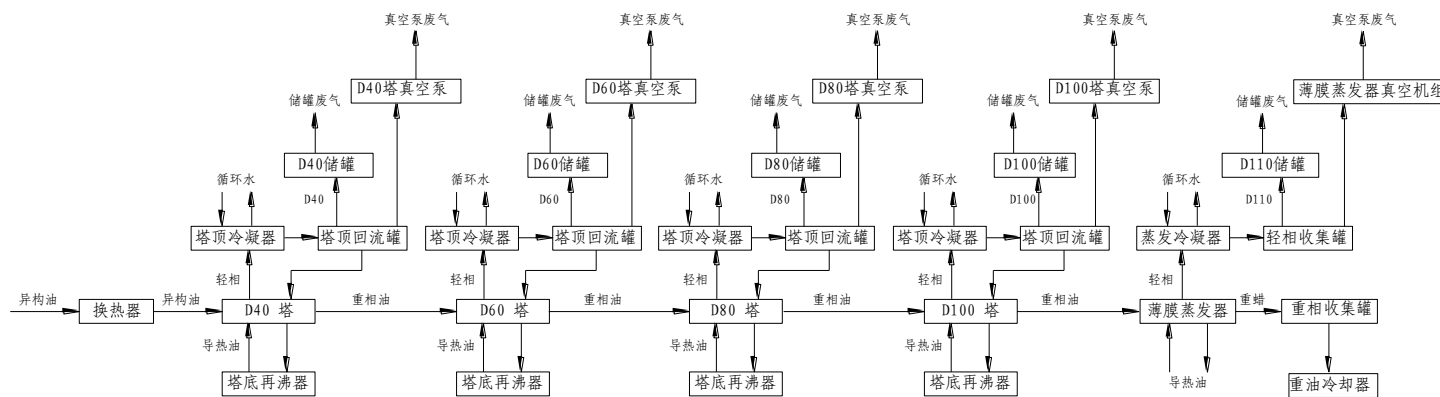 真空泵废气
真空泵废气
真空泵废气
真空泵废气
真空泵废气
D40塔真空泵
D60塔真空泵
D80塔真空泵
D100塔真空泵
薄膜蒸发器真空机组
储罐废气
储罐废气
储罐废气
储罐废气
储罐废气
D40储罐
D60储罐
D80储罐
D100储罐
D110储罐
循环水
循环水
循环水
循环水
循环水
D40
D60
D80
D100
D110
塔顶冷凝器
塔顶回流罐
塔顶冷凝器
塔顶回流罐
塔顶冷凝器
塔顶回流罐
塔顶冷凝器
塔顶回流罐
蒸发冷凝器
轻相收集罐
轻相
轻相
轻相
轻相
轻相
异构油
换热器
异构油
D40 塔
重相油
D60 塔
重相油
D80 塔
重相油
D100 塔
重相油
薄膜蒸发器
重蜡
重相收集罐
导热油
导热油
导热油
导热油
导热油
塔底再沸器
塔底再沸器
塔底再沸器
塔底再沸器
重油冷却器